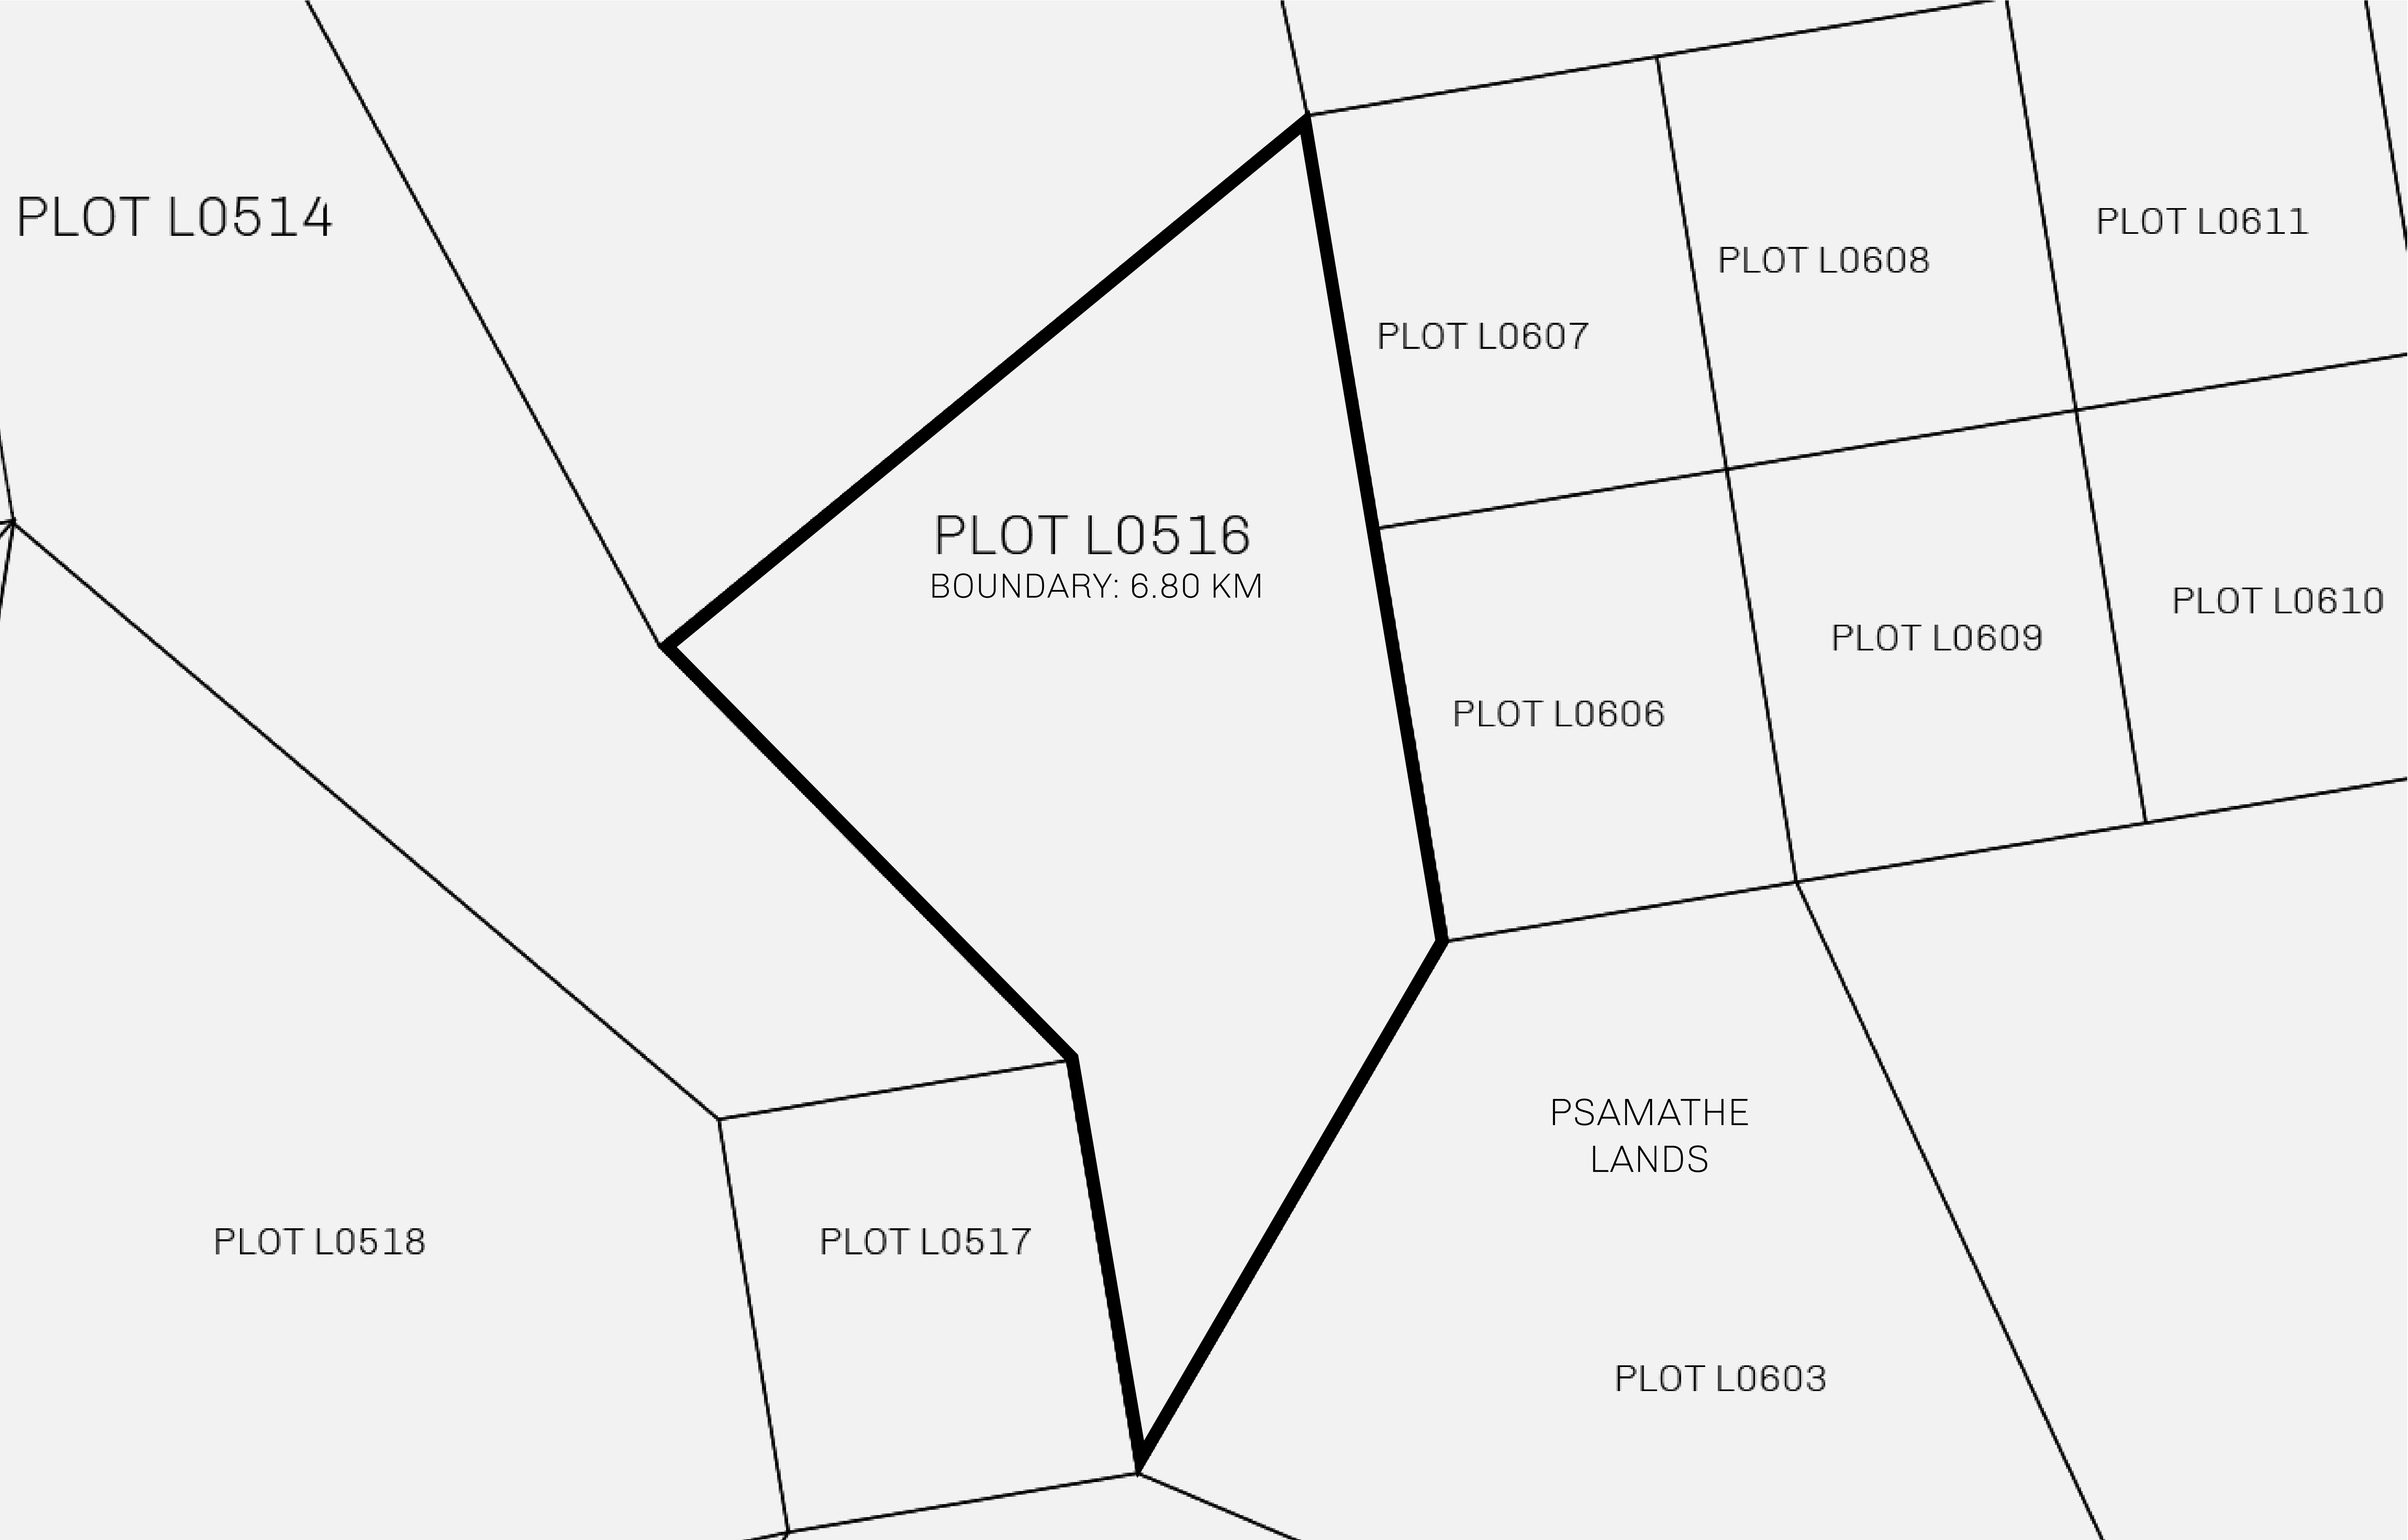 PLOT L0514
PLOT L0611
PLOT L0608
PLOT L0607
PLOT L0516
BOUNDARY: 6.80 KM
PLOT L0610
PLOT L0609
PLOT L0606
PSAMATHE
LANDS
PLOT L0518
PLOT L0517
PLOT L0603